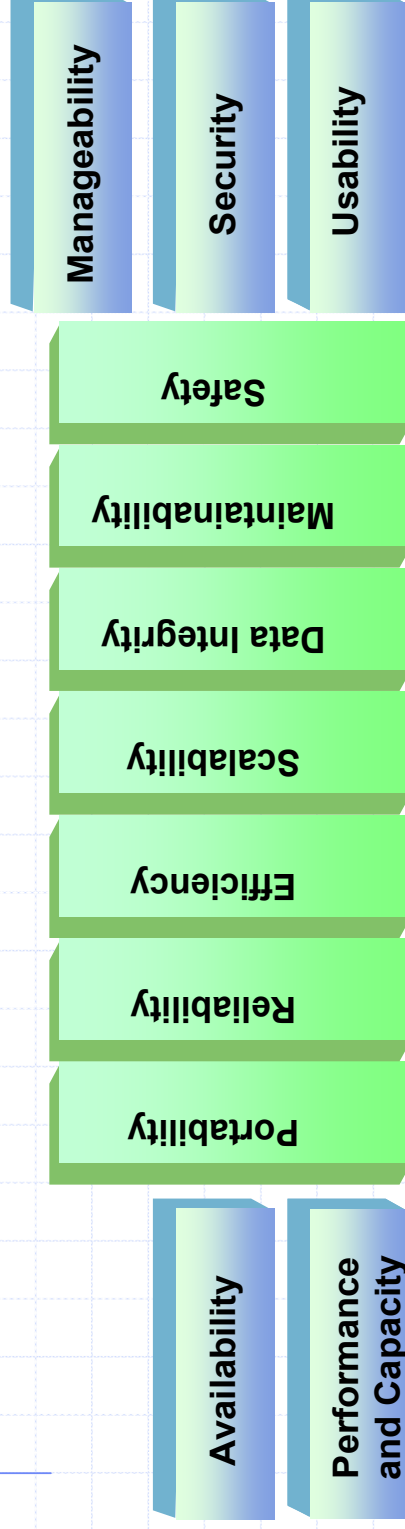 Manageability
Security
Usability
Safety
Maintainability
Data Integrity
Scalability
Efficiency
Reliability
Portability
Availability
Performance
and Capacity